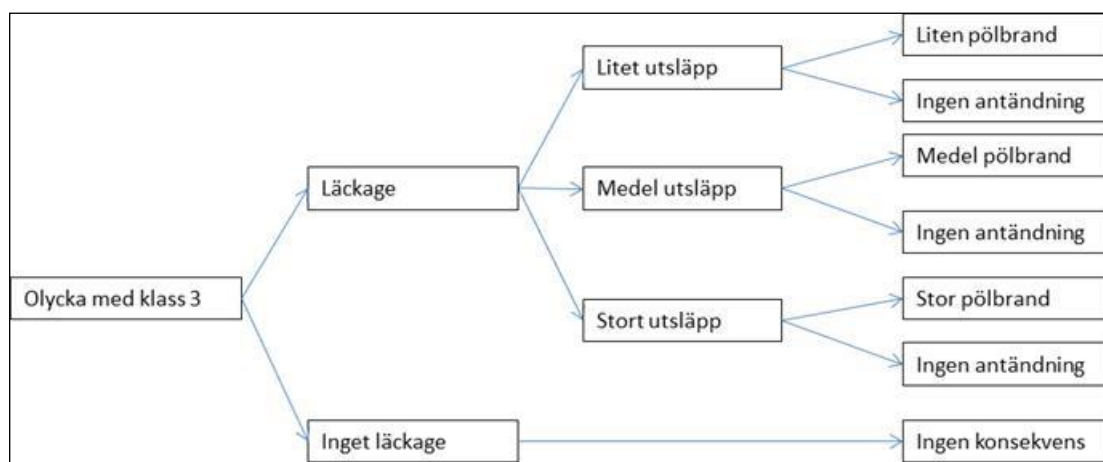 Olycka med klass 3
Läckage
Inget läckage
Litet utsläpp
Medel utsläpp
Stort utsläpp
Liten pölbrand
Ingen antändning
Medel pölbrand
Ingen antändning
Stor pölbrand
Ingen antändning
Ingen konsekvens